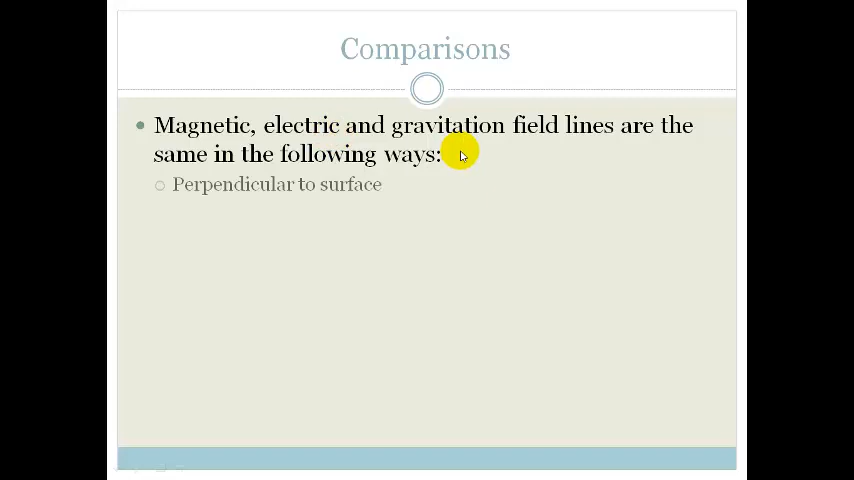 Comparisons
Magnetic, electric and gravitation field lines are the
same in the following ways:
Perpendicular to surface